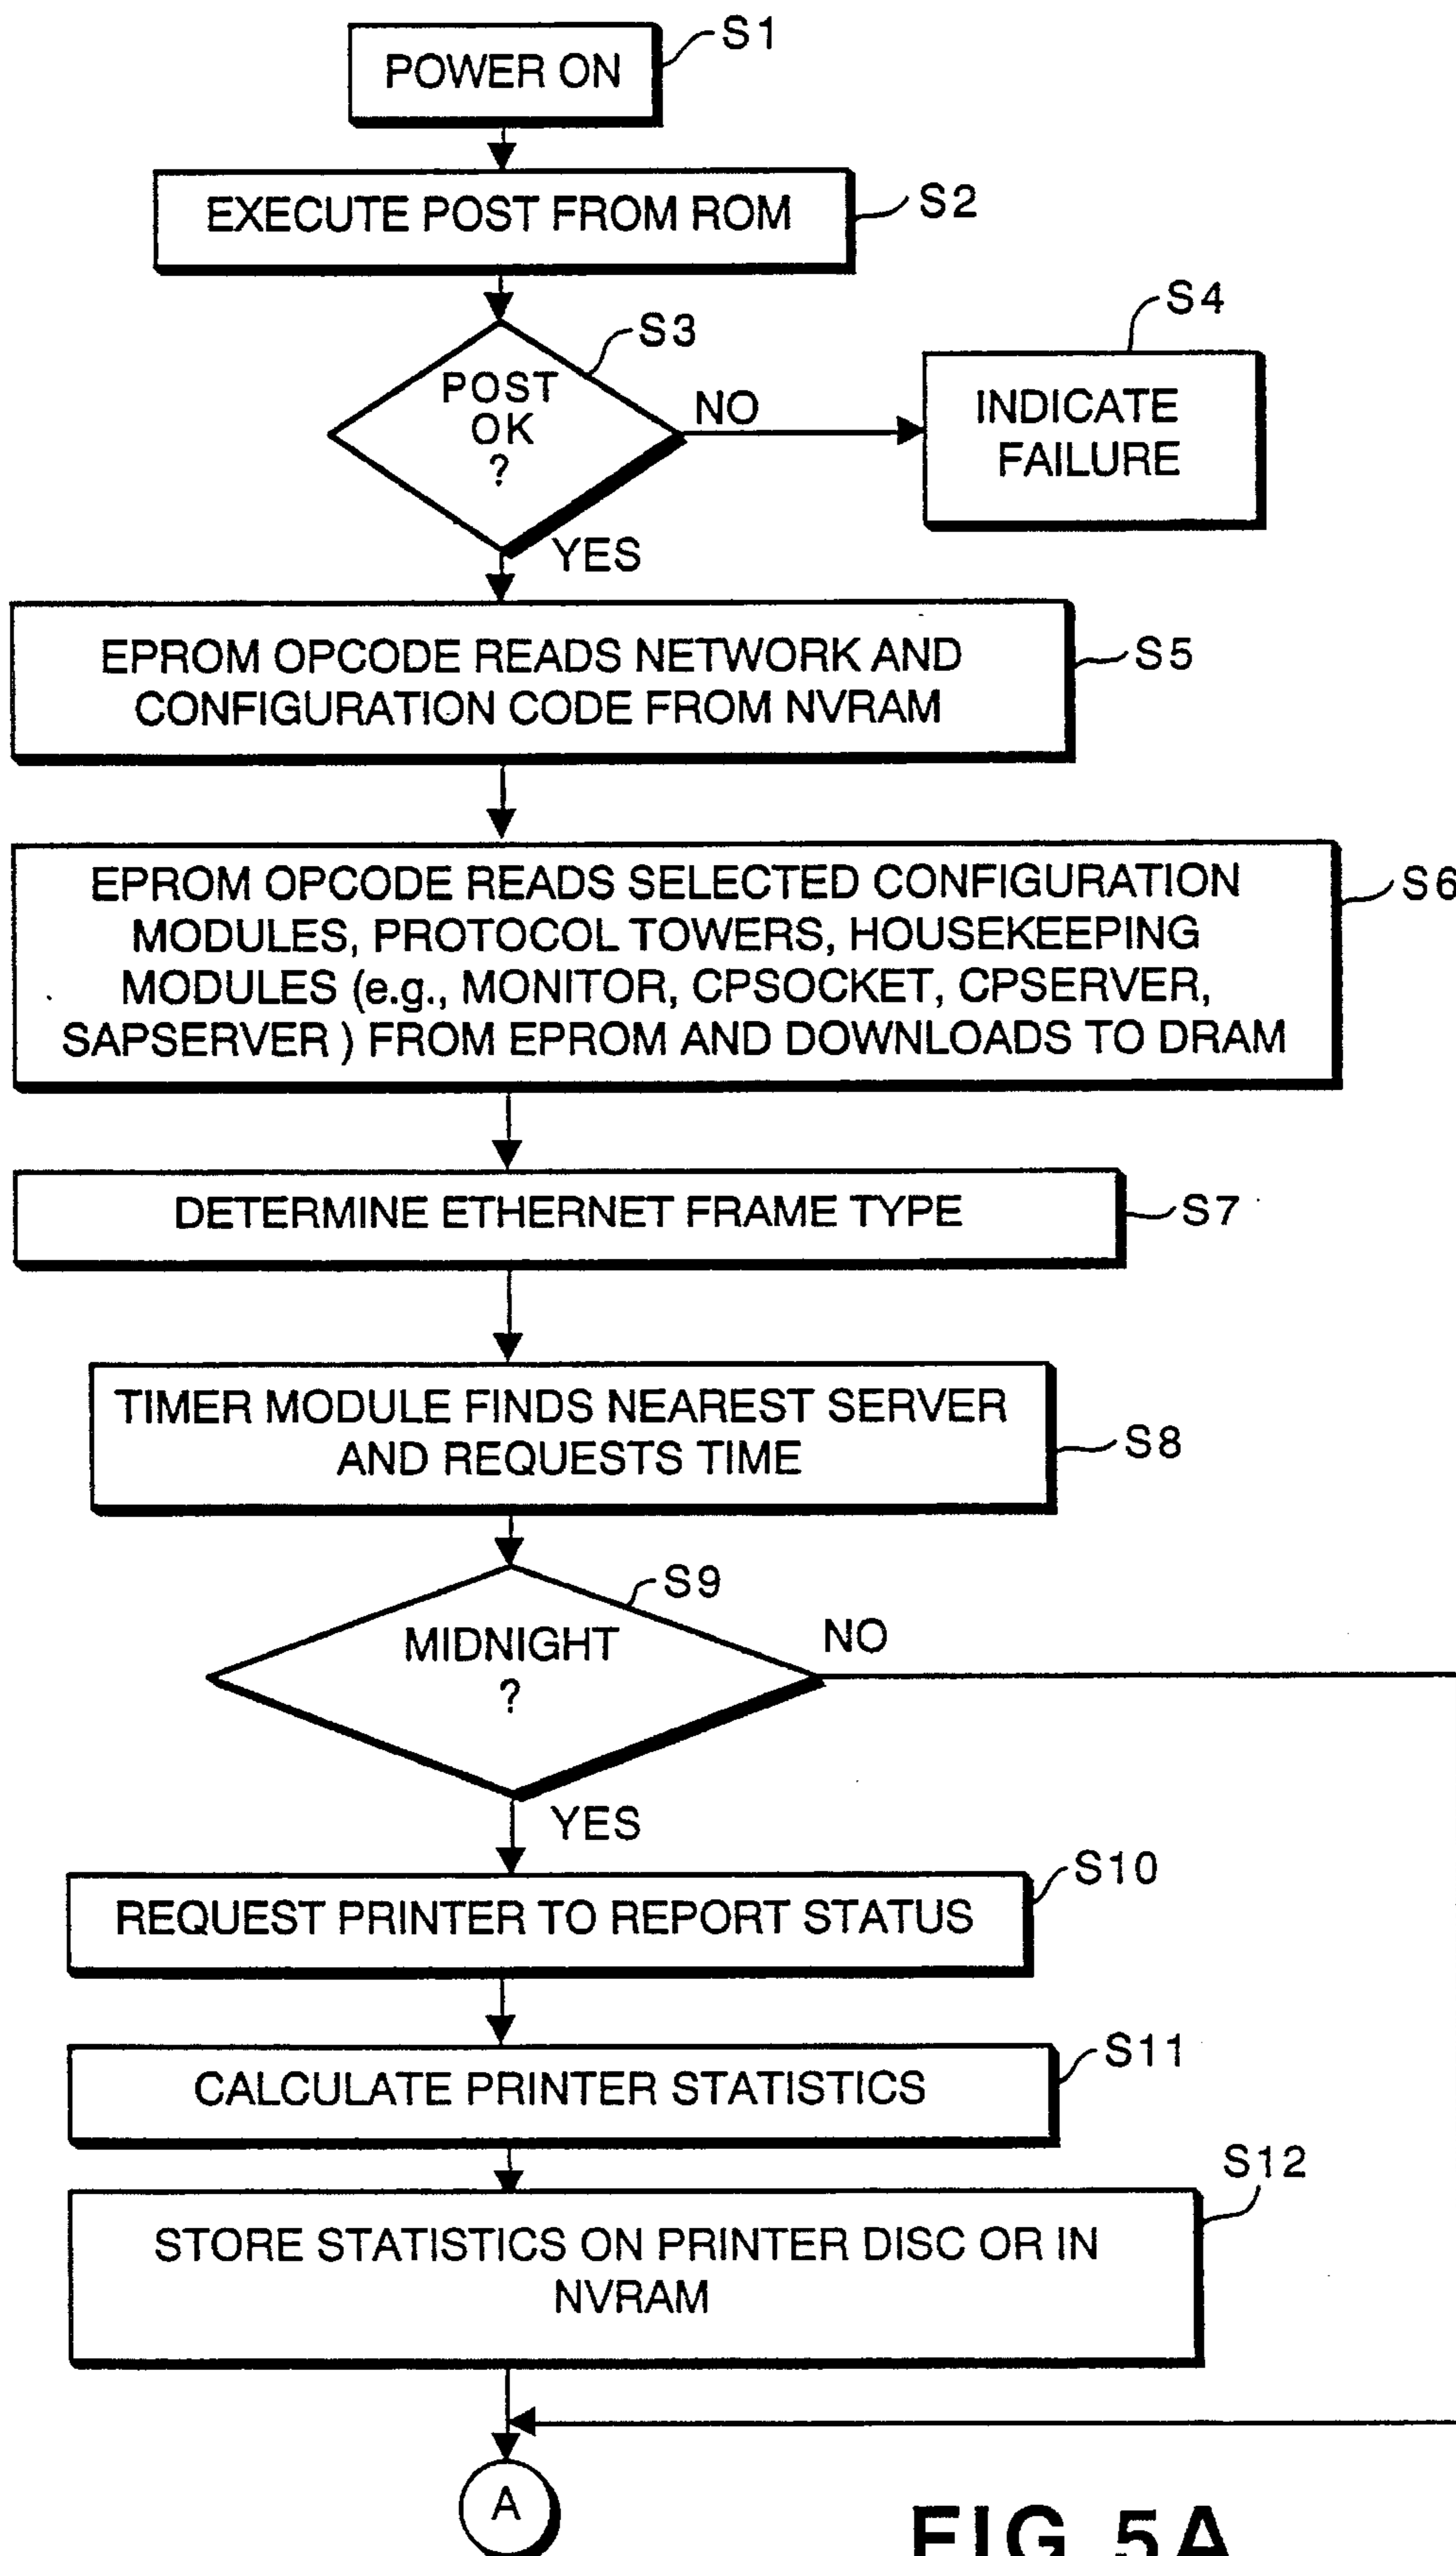 POWER ON
S1
EXECUTE POST FROM ROM
S2
POST
OK
?
S3
NO
S4
INDICATE
FAILURE
YES
EPROM OPCODE READS NETWORK AND
CONFIGURATION CODE FROM NVRAM
S5
EPROM OPCODE READS SELECTED CONFIGURATION
MODULES, PROTOCOL TOWERS, HOUSEKEEPING
MODULES (e.g., MONITOR, CPSOCKET, CPSERVER,
SAPSERVER ) FROM EPROM AND DOWNLOADS TO DRAM
S6
DETERMINE ETHERNET FRAME TYPE
S7
TIMER MODULE FINDS NEAREST SERVER
AND REQUESTS TIME
S8
S9
MIDNIGHT
?
NO
YES
S10
REQUEST PRINTER TO REPORT STATUS
S11
CALCULATE PRINTER STATISTICS
S12
STORE STATISTICS ON PRINTER DISC OR IN
NVRAM
A
FIG 5A